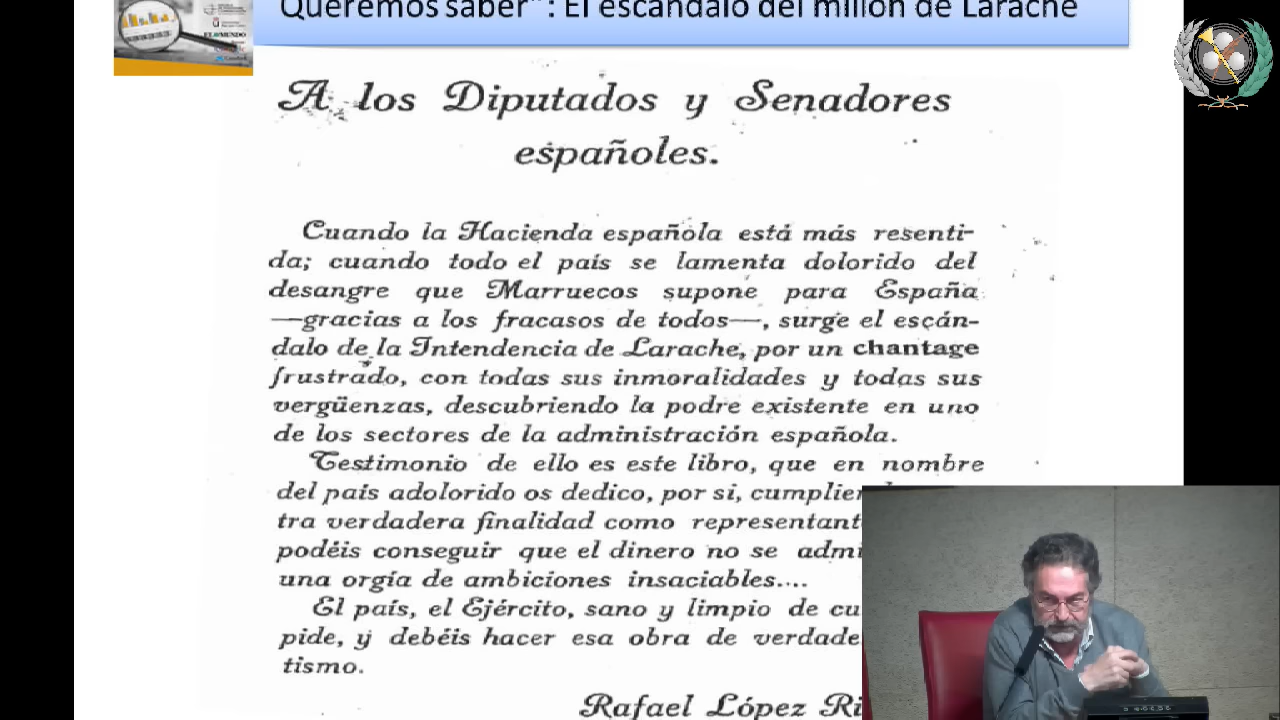 Queremos saber": El escándalo del millón de Larache
EL MUNDO
A los Diputados y Senadores
españoles.
Cuando la Hacienda española está más resenti-
da; cuando todo el país se lamenta dolorido del
desangre que Marruecos supone para España
—gracias a los fracasos de todos—, surge el escán-
dalo de la Intendencia de Larache, por un chantage
frustrado, con todas sus inmoralidades y todas sus
vergüenzas, descubriendo la podre existente en uno
de los sectores de la administración española.
Testimonio de ello es este libro, que en nombre
del país adolorido os dedico, por si, cumplien
tra verdadera finalidad como representant
podéis conseguir que el dinero no se admi
una orgía de ambiciones insaciables....
El país, el Ejército, sano y limpio de cu
pide, y debéis hacer esa obra de verdade
tismo.
Rafael López Ri